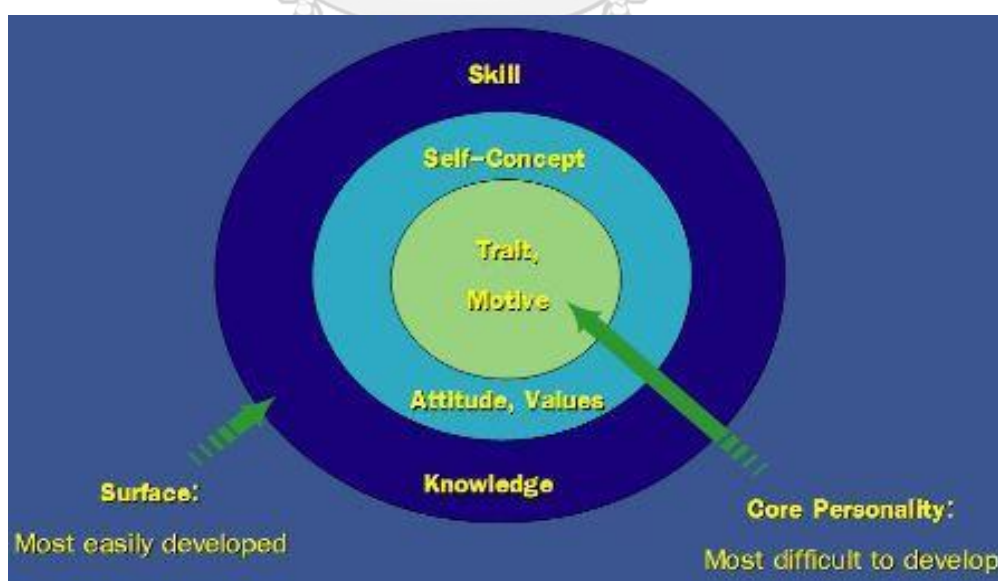 Skill
Self-Concept
Trait,
Motive
Attitude, Values
Knowledge
Surface:
Most easily developed
Core Personality:
Most difficult to develop